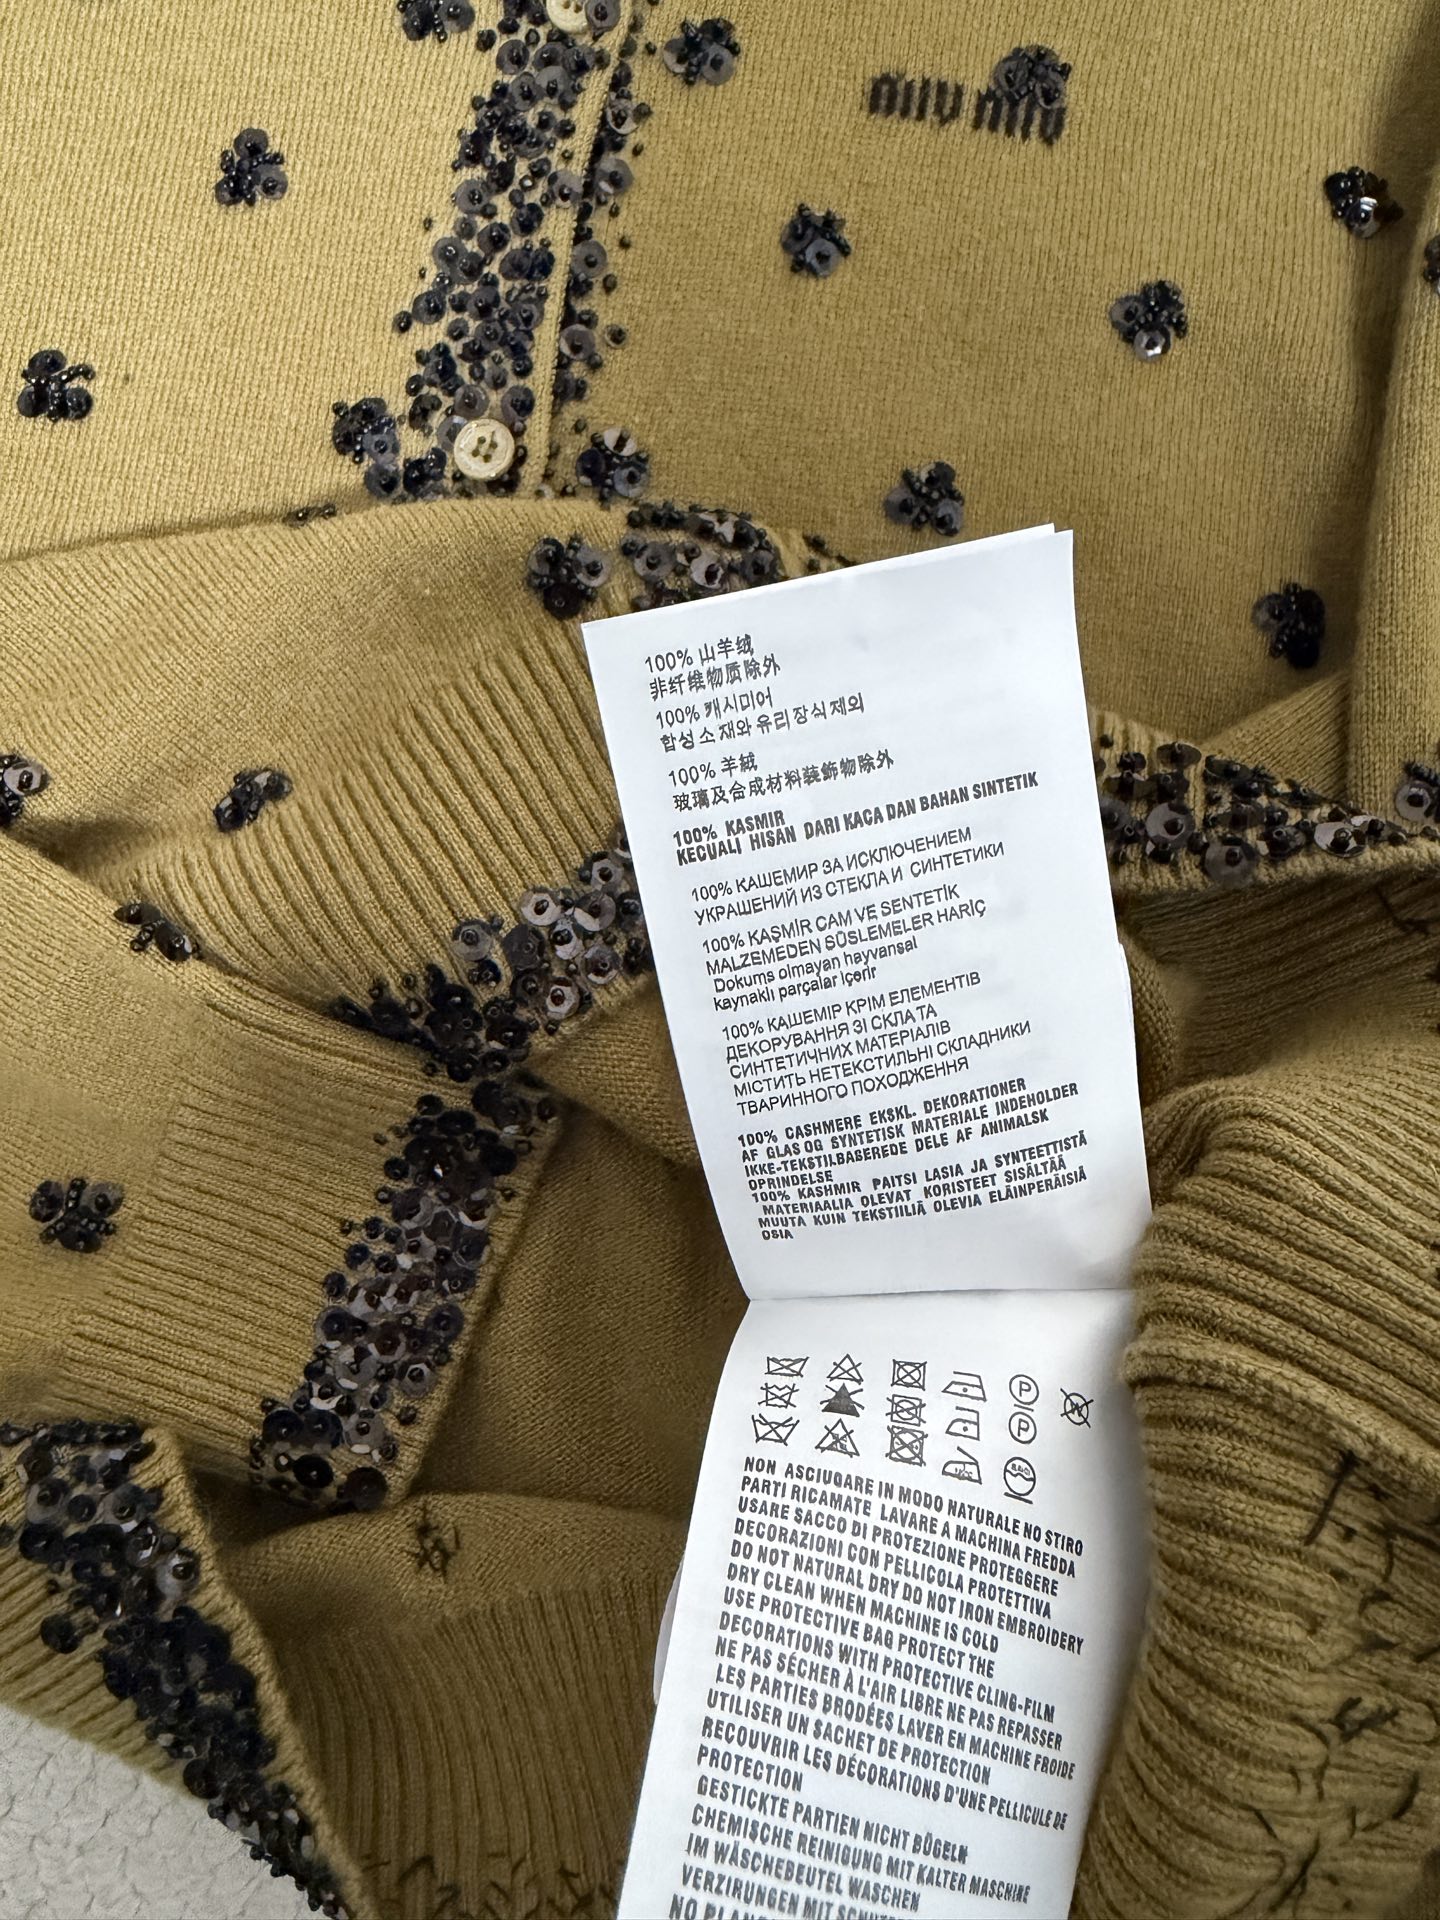 miu miu
100% 山羊绒
非纤维物质除外
100% 캐시미어
합성 소재와 유리 장식 제외
100% 羊絨
玻璃及合成材料裝飾物除外
100% KASMIR
KECUALI HISAN DARI KACA DAN BAHAN SINTETIK
100% КАШЕМИР ЗА ИСКЛЮЧЕНИЕМ
УКРАШЕНИЙ ИЗ СТЕКЛА И СИНТЕТИКИ
100% KAŞMİR CAM VE SENTETİK
MALZEMEDEN SÜSLEMELER HARİÇ
Dokums olmayan hayvansal
kaynaklı parçalar içerir
100% КАШЕМІР КРІМ ЕЛЕМЕНТІВ
ДЕКОРУВАННЯ ЗІ СКЛА ТА
СИНТЕТИЧНИХ МАТЕРІАЛІВ
МІСТИТЬ НЕТЕКСТИЛЬНІ СКЛАДНИКИ
ТВАРИННОГО ПОХОДЖЕННЯ
100% CASHMERE EKSKL. DEKORATIONER
AF GLAS OG SYNTETISK MATERIALE INDEHOLDER
IKKE-TEKSTILBASEREDE DELE AF ANIMALSK
OPRINDELSE
100% KASHMIR PAITSI LASIA JA SYNTEETTISTÄ
MATERIAALIA OLEVAT KORISTEET SISÄLTÄÄ
MUUTA KUIN TEKSTIILIÄ OLEVIA ELÄINPERÄISIÄ
OSIA
P
W
P
NON ASCIUGARE IN MODO NATURALE NO STIRO
PARTI RICAMATE LAVARE A MACHINA FREDDA
USARE SACCO DI PROTEZIONE PROTEGGERE
DECORAZIONI CON PELLICOLA PROTETTIVA
DO NOT NATURAL DRY DO NOT IRON EMBROIDERY
DRY CLEAN WHEN MACHINE IS COLD
USE PROTECTIVE BAG PROTECT THE
DECORATIONS WITH PROTECTIVE CLING-FILM
NE PAS SÉCHER À L'AIR LIBRE NE PAS REPASSER
LES PARTIES BRODÉES LAVER EN MACHINE FROIDE
UTILISER UN SACHET DE PROTECTION
RECOUVRIR LES DÉCORATIONS D'UNE PELLICULE DE
PROTECTION
GESTICKTE PARTIEN NICHT BÜGELN
CHEMISCHE REINIGUNG MIT KALTER MASCHINE
IM WÄSCHEBEUTEL WASCHEN
VERZIRUNGEN MIT